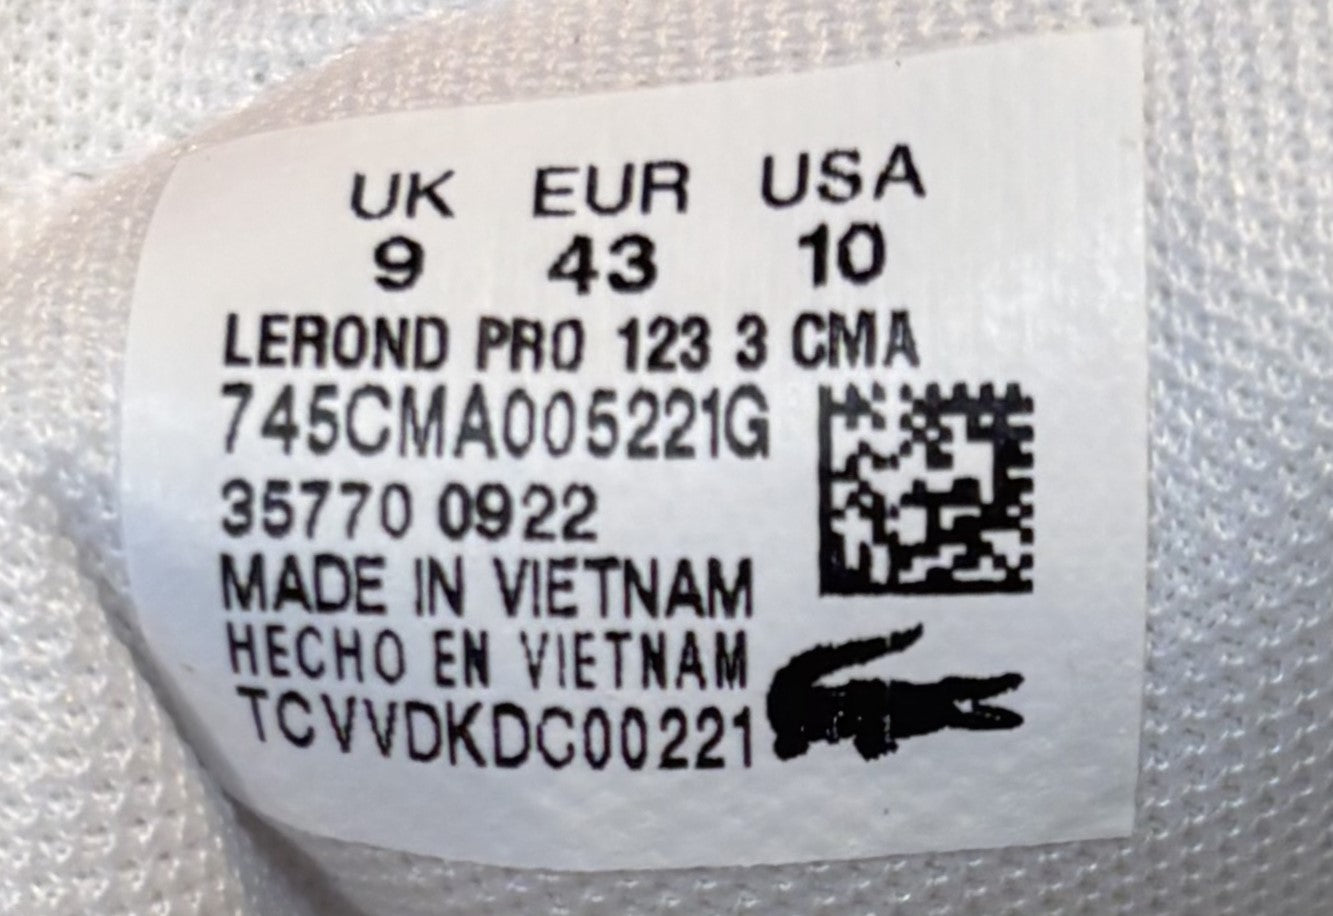 UK EUR USA
9 43 10
LEROND PRO 123 3 CMA
745CMA005221G
35770 0922
MADE IN VIETNAM
HECHO EN VIETNAM
TCVVDKDC00221